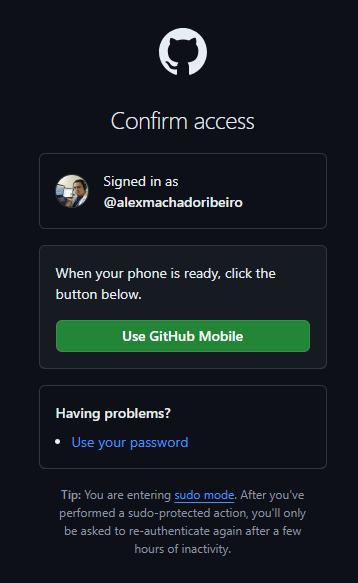 Confirm access
Signed in as
@alexmachadoribeiro
When your phone is ready, click the
button below.
Use GitHub Mobile
Having problems?
• Use your password
Tip: You are entering sudo mode. After you've
performed a sudo-protected action, you'll only
be asked to re-authenticate again after a few
hours of inactivity.